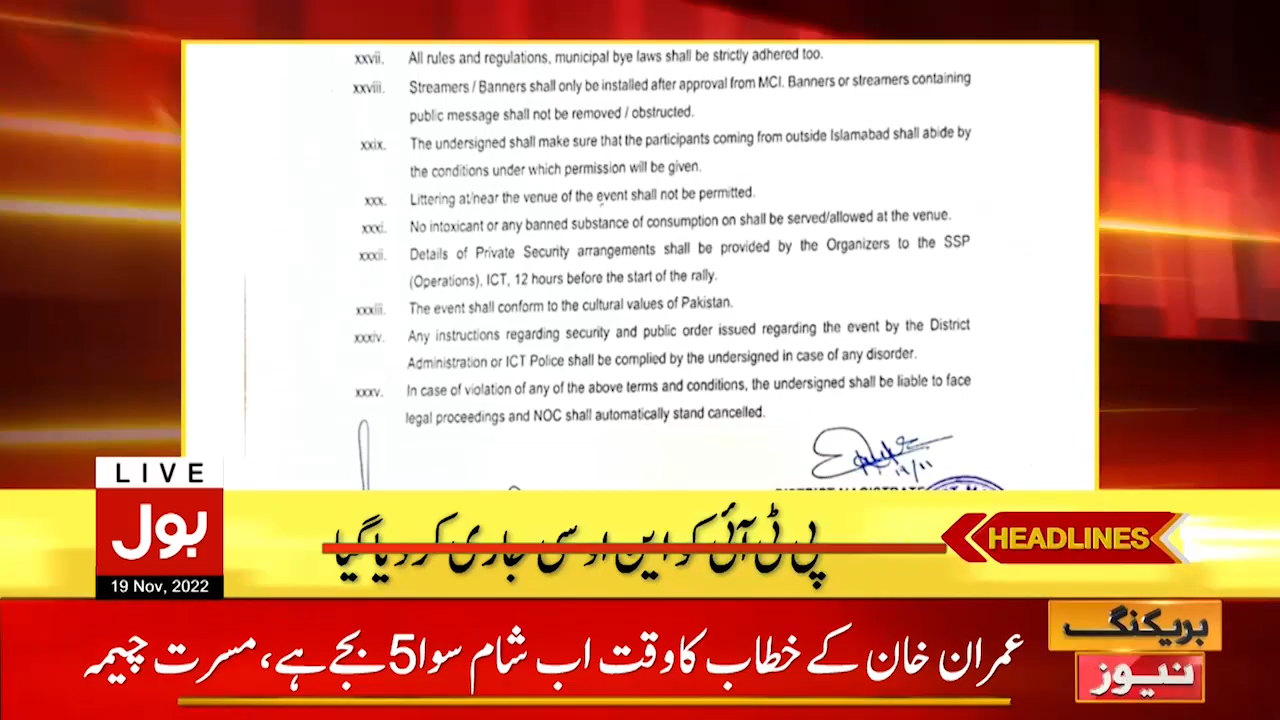 xxvii. All rules and regulations, municipal bye laws shall be strictly adhered too.
xxviii. Streamers / Banners shall only be installed after approval from MCI. Banners or streamers containing
public message shall not be removed / obstructed.
xxix. The undersigned shall make sure that the participants coming from outside Islamabad shall abide by
the conditions under which permission will be given.
xxx. Littering at/near the venue of the event shall not be permitted.
xxxi. No intoxicant or any banned substance of consumption on shall be served/allowed at the venue.
xxxii. Details of Private Security arrangements shall be provided by the Organizers to the SSP
(Operations), ICT, 12 hours before the start of the rally.
xxxiii. The event shall conform to the cultural values of Pakistan.
xxxiv. Any instructions regarding security and public order issued regarding the event by the District
Administration or ICT Police shall be complied by the undersigned in case of any disorder.
xxxv. In case of violation of any of the above terms and conditions, the undersigned shall be liable to face
legal proceedings and NOC shall automatically stand cancelled.
LIVE
بول
19 Nov, 2022
پی ٹی آئی کو این او سی جاری کر دیا گیا
HEADLINES
بریکنگ
نیوز
عمران خان کے خطاب کا وقت اب شام سوا 5 بجے ہے، مسرت چیمہ